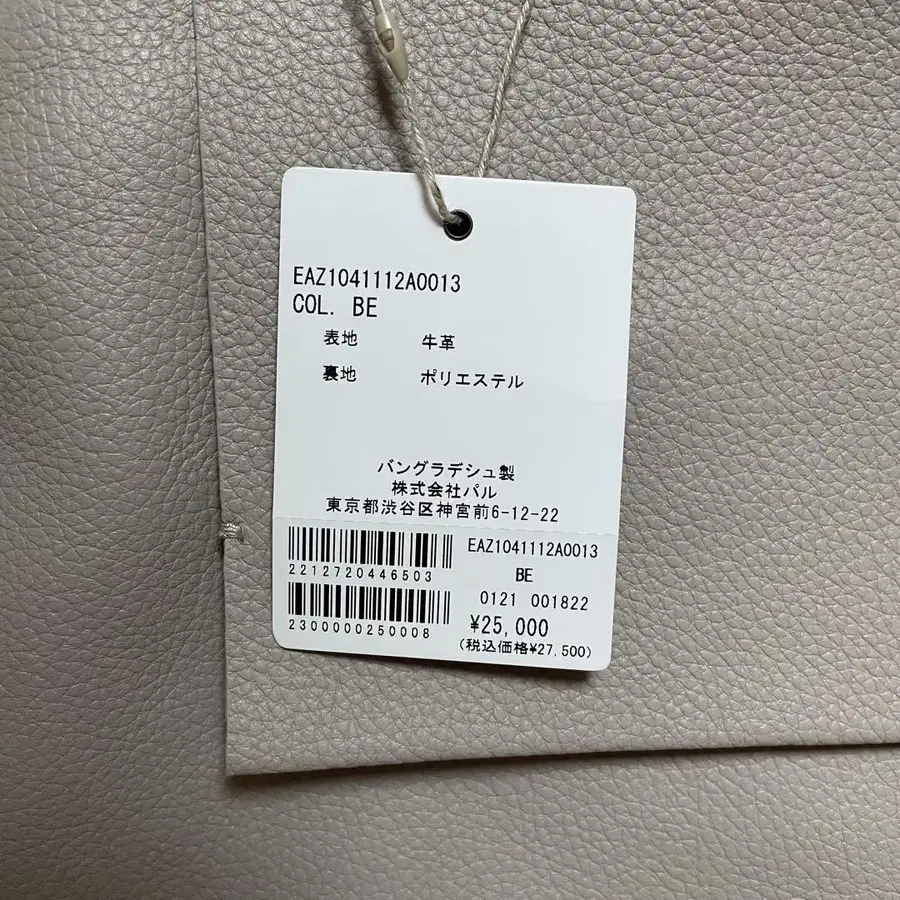 EAZ1041112A0013
COL. BE
表地 牛革
裏地 ポリエステル
バングラデシュ製
株式会社パル
東京都渋谷区神宮前6-12-22
2212720446503
2300000250008
EAZ1041112A0013
BE
0121 001822
¥25,000
(税込価格¥27,500)